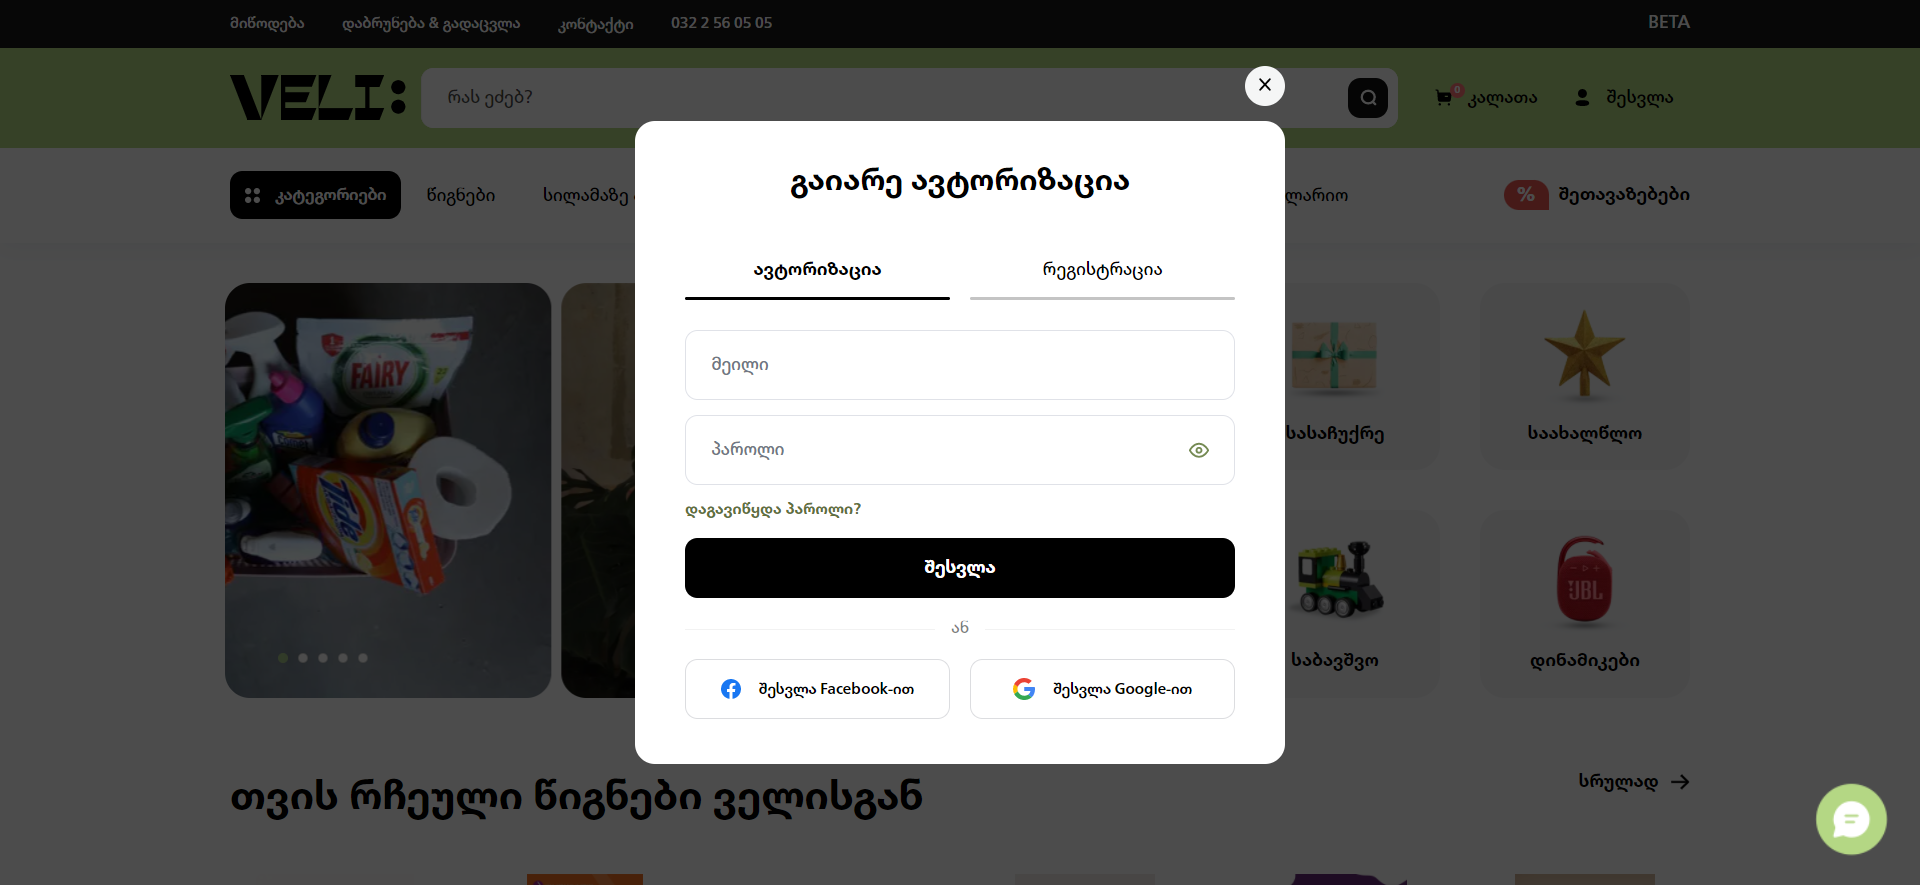 მიწოდება
დაბრუნება & გადაცვლა
კონტაქტი
032 2 56 05 05
BETA
VELI:
რას ეძებ?
0
კალათა
შესვლა
კატეგორიები
წიგნები
სილამაზე
ლარიო
%
შეთავაზებები
გაიარე ავტორიზაცია
ავტორიზაცია
რეგისტრაცია
მეილი
პაროლი
დაგავიწყდა პაროლი?
შესვლა
ან
შესვლა Facebook-ით
შესვლა Google-ით
FAIRY
Tide
სასაჩუქრე
საახალწლო
საბავშვო
JBL
დინამიკები
თვის რჩეული წიგნები ველისგან
სრულად